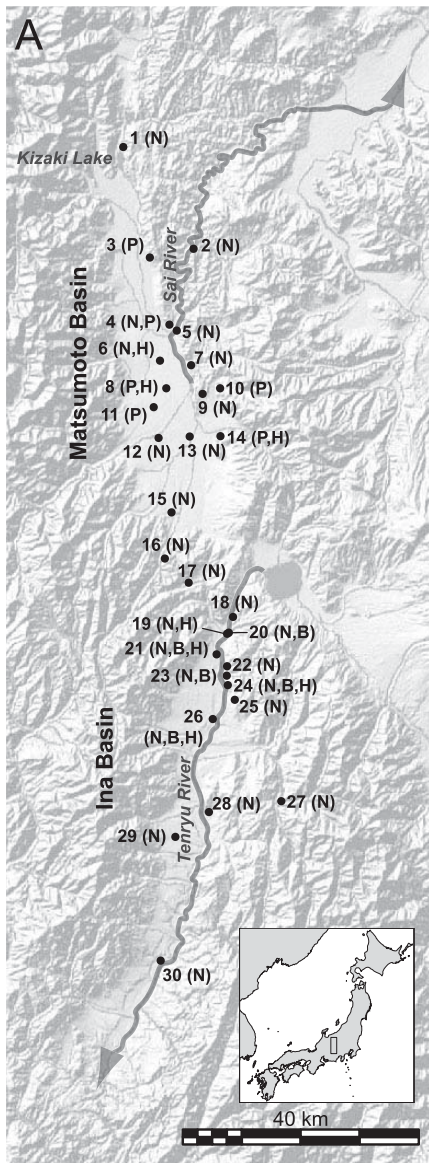 A
1 (N)
Kizaki Lake
2 (N)
3 (P)
Sai River
Matsumoto Basin
4 (N,P)
5 (N)
6 (N,H)
7 (N)
8 (P,H)
10 (P)
9 (N)
11 (P)
12 (N)
13 (N)
14 (P,H)
15 (N)
16 (N)
17 (N)
18 (N)
19 (N,H)
20 (N,B)
21 (N,B,H)
22 (N)
23 (N,B)
24 (N,B,H)
25 (N)
26
(N,B,H)
Ina Basin
Tenryu River
27 (N)
28 (N)
29 (N)
30 (N)
40 km